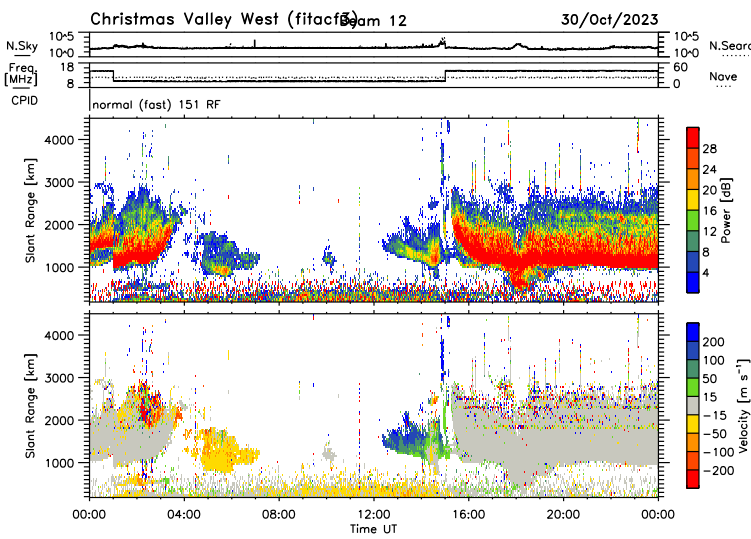 Christmas Valley West (fitacf3) Beam 12 30/Oct/2023
N.Sky 10^5 10^0 10^5 10^0 N.Sear
Freq. [MHz] 18 8 60 0 Nave
CPID normal (fast) 151 RF
Slant Range [km]
4000
3000
2000
1000
28
24
20
16
12
8
4
Power [dB]
Slant Range [km]
4000
3000
2000
1000
200
100
50
15
-15
-50
-100
-200
Velocity [m s⁻¹]
00:00 04:00 08:00 12:00 16:00 20:00 00:00
Time UT